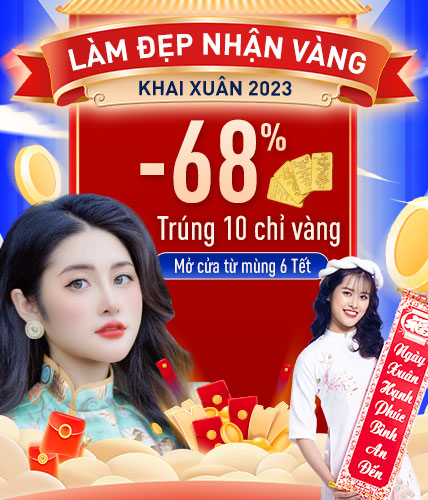 LÀM ĐẸP NHẬN VÀNG
KHAI XUÂN 2023
-68%
Trúng 10 chỉ vàng
Mở cửa từ mùng 6 Tết
Ngày
Xuân
Hạnh
Phúc
Bình
An
Đến